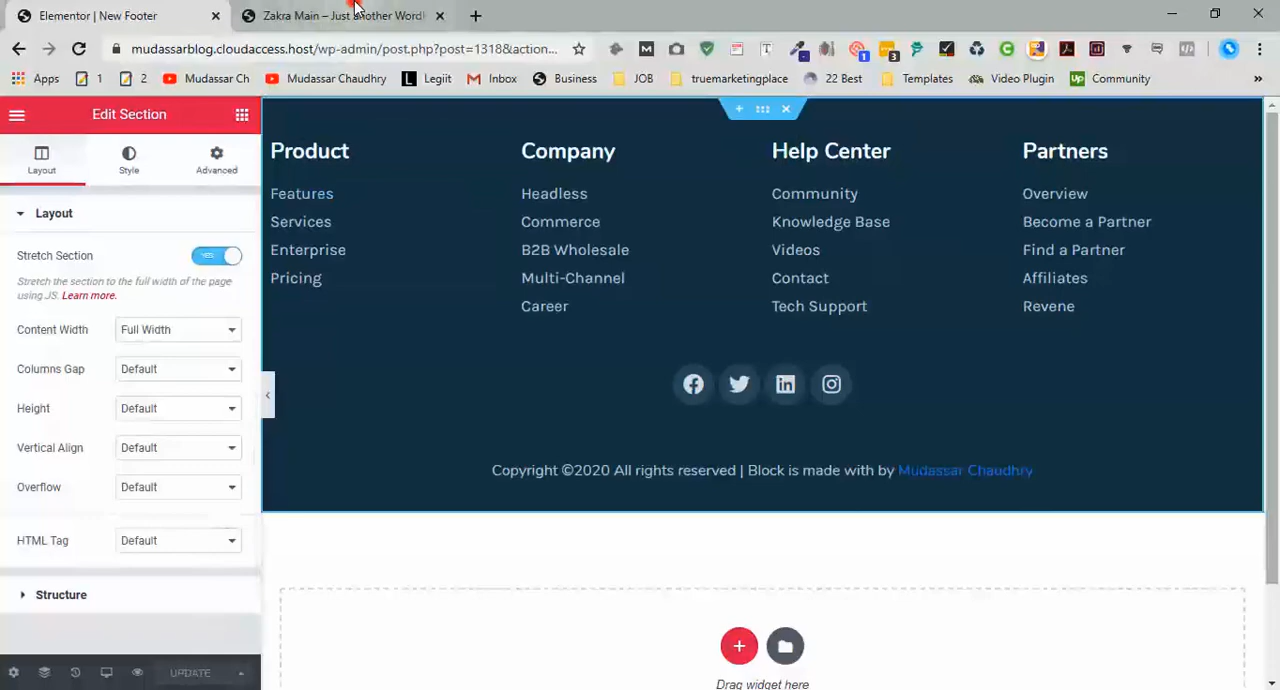 Elementor | New Footer
Zakra Main – Just another Word
mudassarblog.cloudaccess.host/wp-admin/post.php?post=1318&action...
Apps 1 2 Mudassar Ch Mudassar Chaudhry Legiit Inbox Business JOB truemarketingplace 22 Best Templates Video Plugin Community »
Edit Section
Layout Style Advanced
Layout
Stretch Section YES
Stretch the section to the full width of the page
using JS. Learn more.
Content Width Full Width
Columns Gap Default
Height Default
Vertical Align Default
Overflow Default
HTML Tag Default
Structure
UPDATE
Product
Features
Services
Enterprise
Pricing
Company
Headless
Commerce
B2B Wholesale
Multi-Channel
Career
Help Center
Community
Knowledge Base
Videos
Contact
Tech Support
Partners
Overview
Become a Partner
Find a Partner
Affiliates
Revene
Copyright ©2020 All rights reserved | Block is made with by Mudassar Chaudhry
Drag widget here